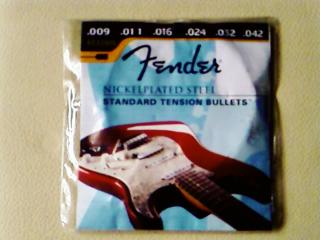 .009 .011 .016 .024 .032 .042
Fender
NICKELPLATED STEEL
STANDARD TENSION BULLETS